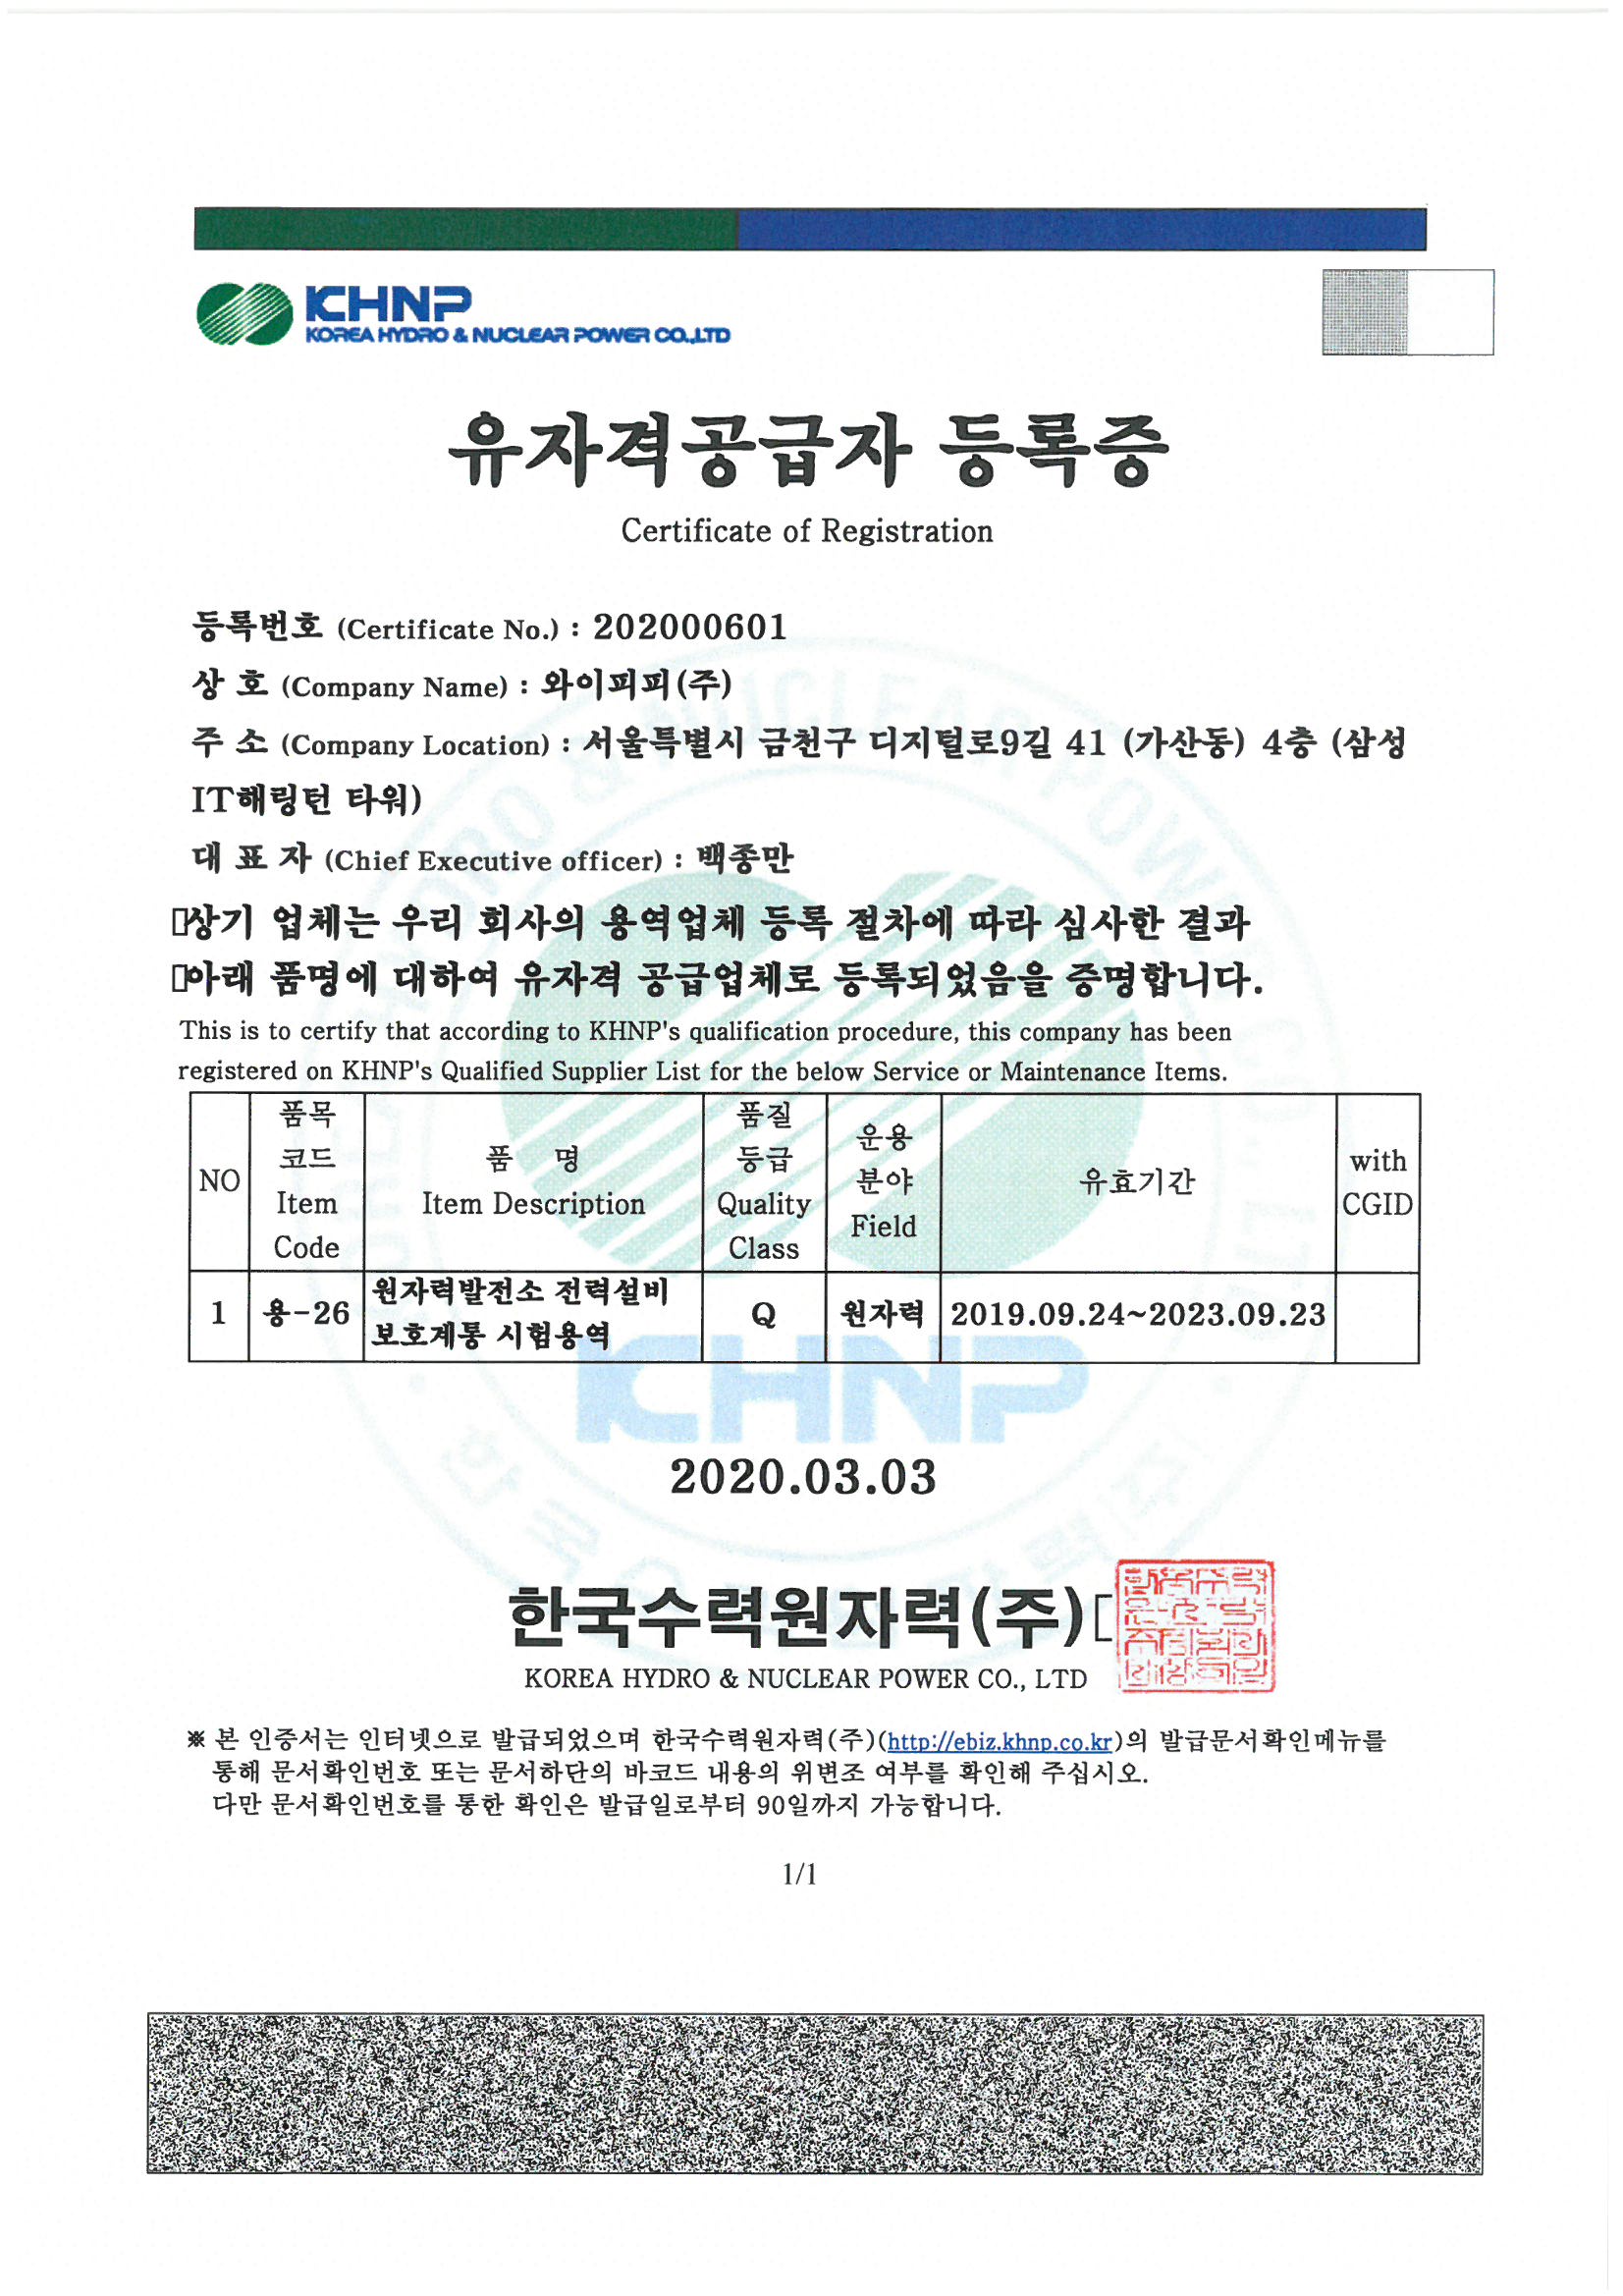 KHNP
KOREA HYDRO & NUCLEAR POWER CO.,LTD
유자격공급자 등록증
Certificate of Registration
등록번호 (Certificate No.) : 202000601
상 호 (Company Name) : 와이피피(주)
주 소 (Company Location) : 서울특별시 금천구 디지털로9길 41 (가산동) 4층 (삼성
IT해링턴 타워)
대 표 자 (Chief Executive officer) : 백종만
상기 업체는 우리 회사의 용역업체 등록 절차에 따라 심사한 결과
아래 품명에 대하여 유자격 공급업체로 등록되었음을 증명합니다.
This is to certify that according to KHNP's qualification procedure, this company has been
registered on KHNP's Qualified Supplier List for the below Service or Maintenance Items.
NO 품목 코드 Item Code 품 명 Item Description 품질 등급 Quality Class 운용 분야 Field 유효기간 with CGID
1 용-26 원자력발전소 전력설비 보호계통 시험용역 Q 원자력 2019.09.24~2023.09.23
KHNP
2020.03.03
한국수력원자력(주)
KOREA HYDRO & NUCLEAR POWER CO., LTD
※ 본 인증서는 인터넷으로 발급되었으며 한국수력원자력(주)(http://ebiz.khnp.co.kr)의 발급문서확인메뉴를
통해 문서확인번호 또는 문서하단의 바코드 내용의 위변조 여부를 확인해 주십시오.
다만 문서확인번호를 통한 확인은 발급일로부터 90일까지 가능합니다.
1/1